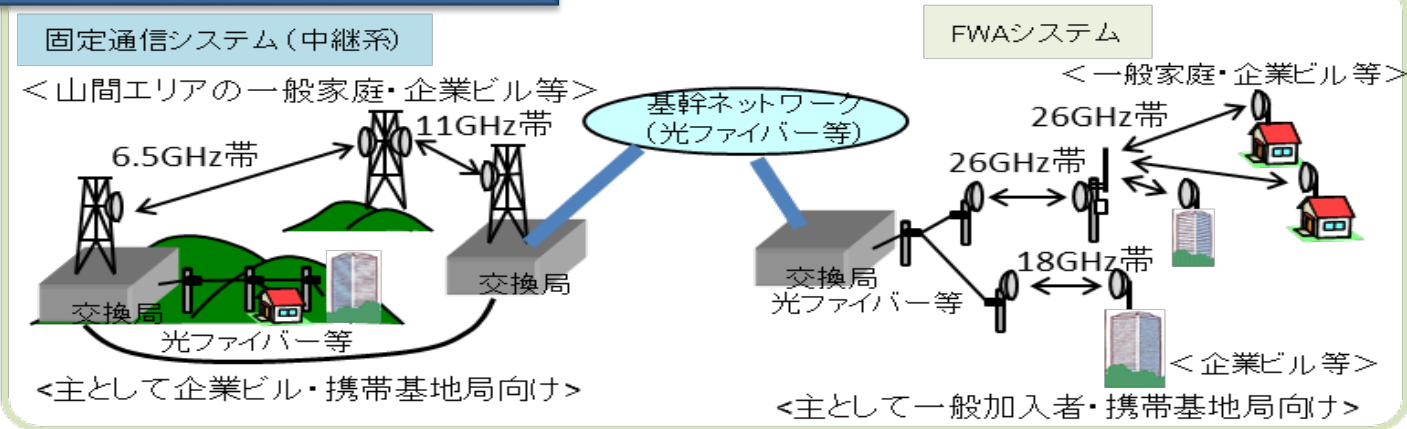 固定通信システム(中継系)
<山間エリアの一般家庭・企業ビル等>
6.5GHz帯
11GHz帯
交換局
交換局
光ファイバー等
<主として企業ビル・携帯基地局向け>
基幹ネットワーク
(光ファイバー等)
FWAシステム
<一般家庭・企業ビル等>
26GHz帯
26GHz帯
18GHz帯
交換局
光ファイバー等
<企業ビル等>
<主として一般加入者・携帯基地局向け>